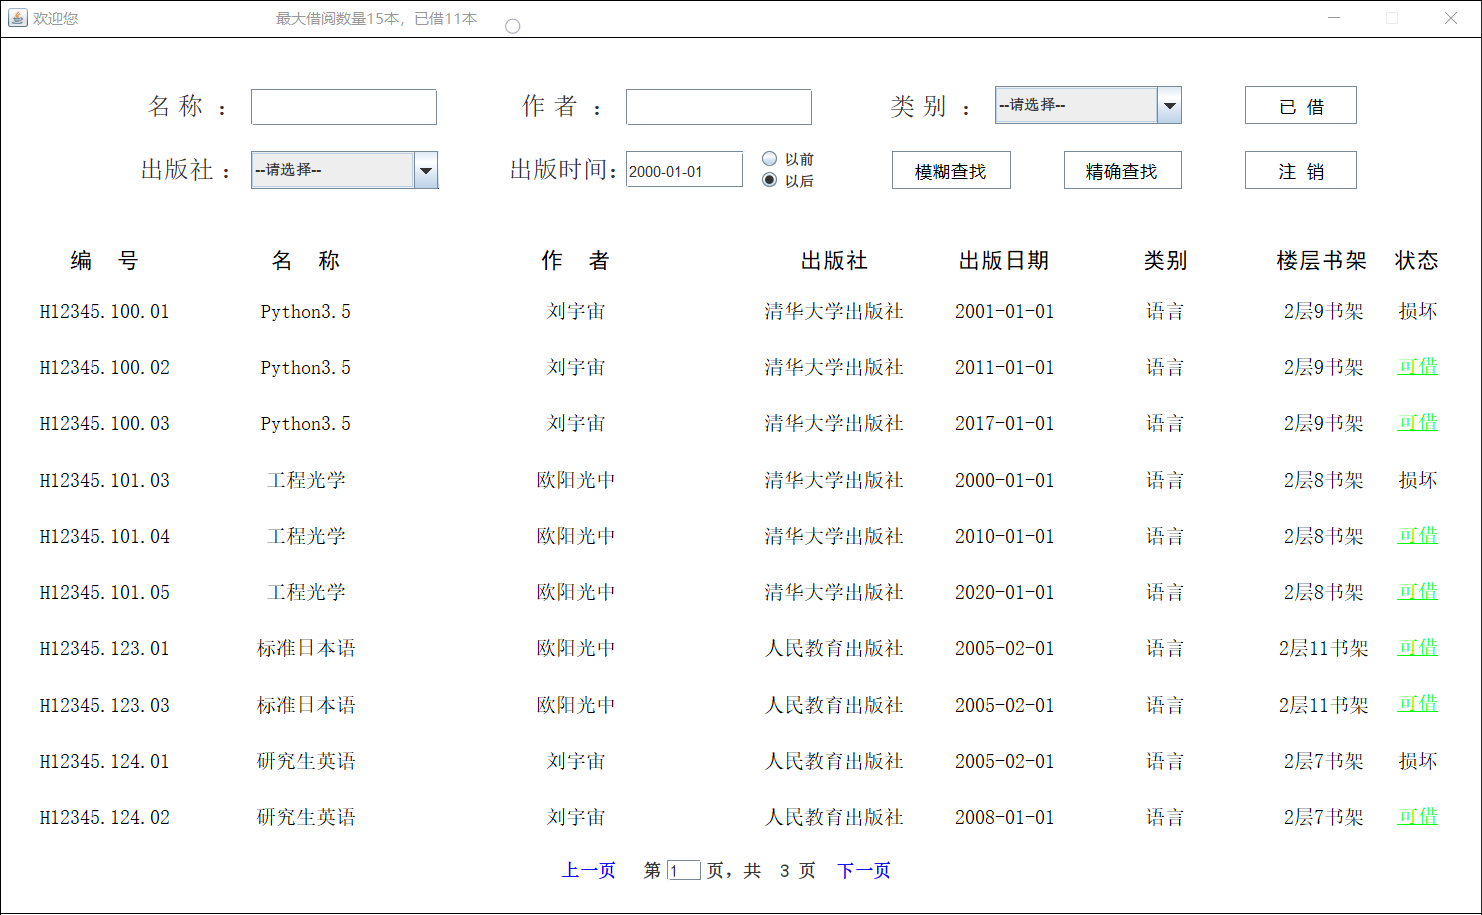 欢迎您 最大借阅数量15本，已借11本
名 称 ： 作 者 ： 类 别 ： --请选择-- 已 借
出版社 ： --请选择-- 出版时间： 2000-01-01 以前 以后 模糊查找 精确查找 注 销
编 号 名 称 作 者 出版社 出版日期 类别 楼层书架 状态
H12345.100.01 Python3.5 刘宇宙 清华大学出版社 2001-01-01 语言 2层9书架 损坏
H12345.100.02 Python3.5 刘宇宙 清华大学出版社 2011-01-01 语言 2层9书架 可借
H12345.100.03 Python3.5 刘宇宙 清华大学出版社 2017-01-01 语言 2层9书架 可借
H12345.101.03 工程光学 欧阳光中 清华大学出版社 2000-01-01 语言 2层8书架 损坏
H12345.101.04 工程光学 欧阳光中 清华大学出版社 2010-01-01 语言 2层8书架 可借
H12345.101.05 工程光学 欧阳光中 清华大学出版社 2020-01-01 语言 2层8书架 可借
H12345.123.01 标准日本语 欧阳光中 人民教育出版社 2005-02-01 语言 2层11书架 可借
H12345.123.03 标准日本语 欧阳光中 人民教育出版社 2005-02-01 语言 2层11书架 可借
H12345.124.01 研究生英语 刘宇宙 人民教育出版社 2005-02-01 语言 2层7书架 损坏
H12345.124.02 研究生英语 刘宇宙 人民教育出版社 2008-01-01 语言 2层7书架 可借
上一页 第 1 页，共 3 页 下一页